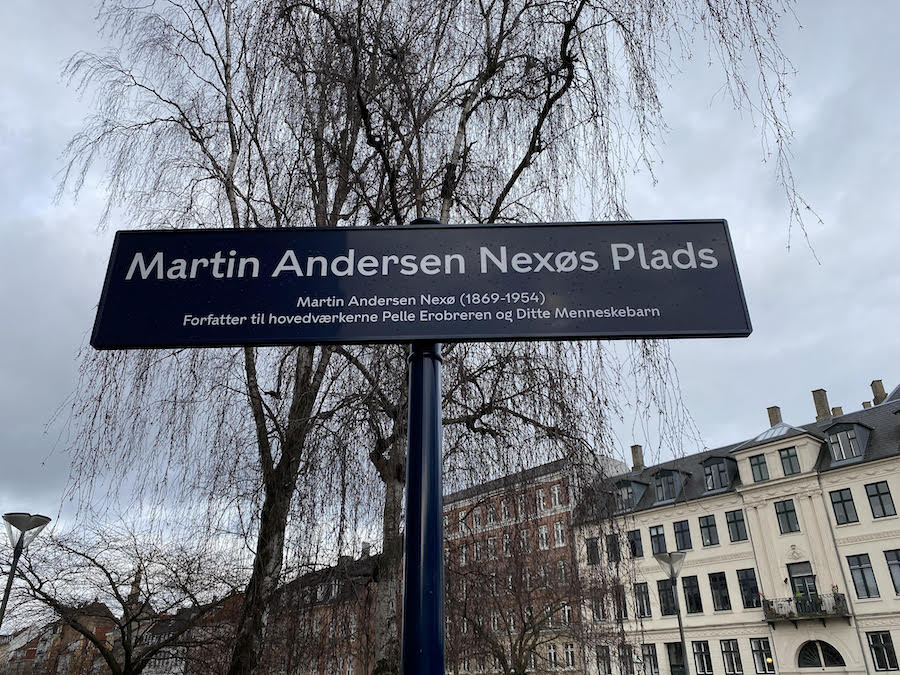 Martin Andersen Nexøs Plads
Martin Andersen Nexø (1869-1954)
Forfatter til hovedværkerne Pelle Erobreren og Ditte Menneskebarn